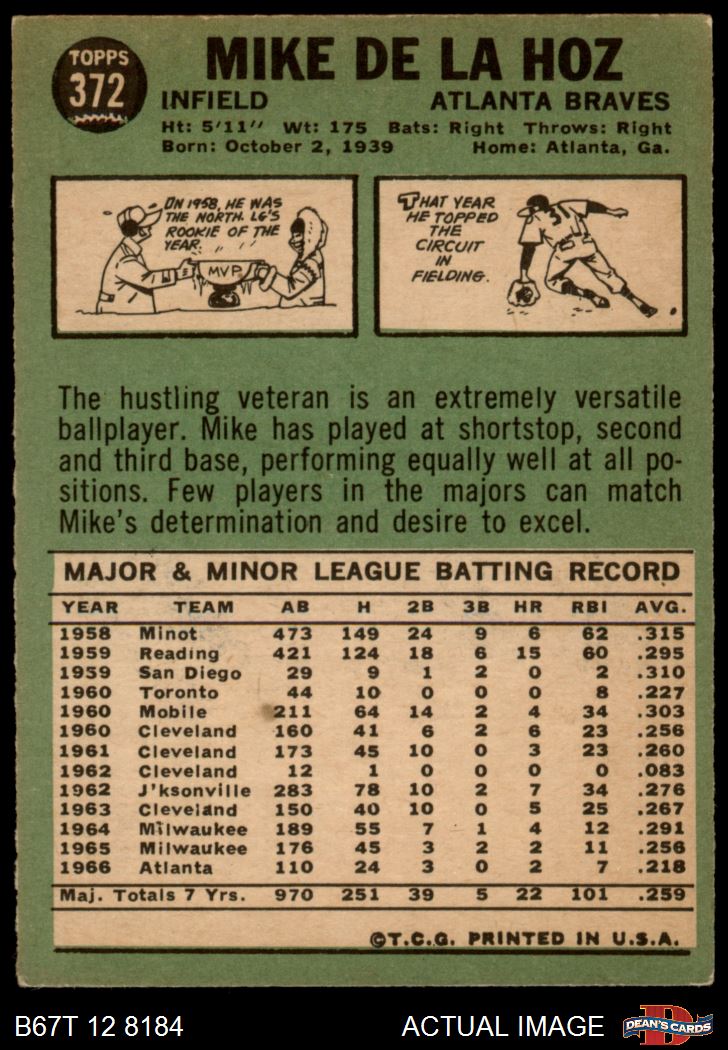 TOPPS
372
MIKE DE LA HOZ
INFIELD ATLANTA BRAVES
Ht: 5'11" Wt: 175 Bats: Right Throws: Right
Born: October 2, 1939 Home: Atlanta, Ga.
IN 1958, HE WAS
THE NORTH. LG'S
ROOKIE OF THE
YEAR.
MVP
THAT YEAR
HE TOPPED
THE
CIRCUIT
IN
FIELDING.
The hustling veteran is an extremely versatile
ballplayer. Mike has played at shortstop, second
and third base, performing equally well at all po-
sitions. Few players in the majors can match
Mike's determination and desire to excel.
MAJOR & MINOR LEAGUE BATTING RECORD
YEAR TEAM AB H 2B 3B HR RBI AVG.
1958 Minot 473 149 24 9 6 62 .315
1959 Reading 421 124 18 6 15 60 .295
1959 San Diego 29 9 1 2 0 2 .310
1960 Toronto 44 10 0 0 0 8 .227
1960 Mobile 211 64 14 2 4 34 .303
1960 Cleveland 160 41 6 2 6 23 .256
1961 Cleveland 173 45 10 0 3 23 .260
1962 Cleveland 12 1 0 0 0 0 .083
1962 J'ksonville 283 78 10 2 7 34 .276
1963 Cleveland 150 40 10 0 5 25 .267
1964 Milwaukee 189 55 7 1 4 12 .291
1965 Milwaukee 176 45 3 2 2 11 .256
1966 Atlanta 110 24 3 0 2 7 .218
Maj. Totals 7 Yrs. 970 251 39 5 22 101 .259
©T.C.G. PRINTED IN U.S.A.
B67T 12 8184 ACTUAL IMAGE
D
DEAN'S CARDS